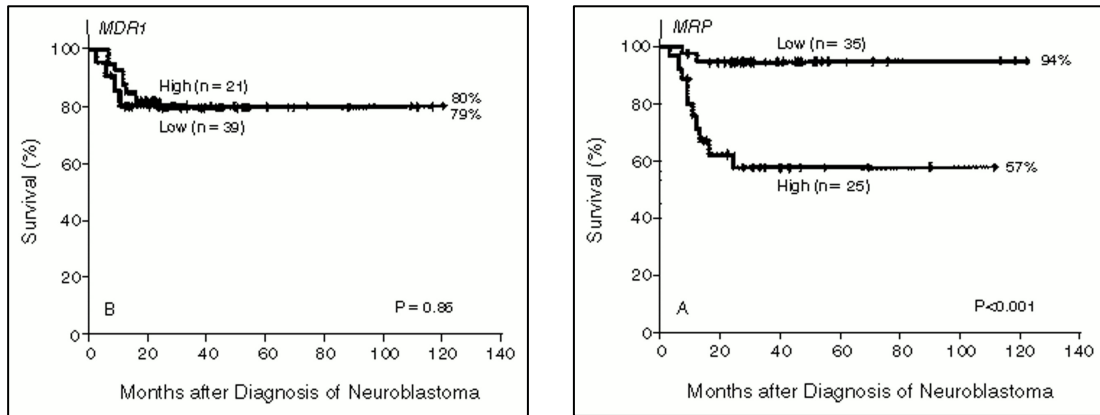 MDR1
100
80
60
40
20
0
Survival (%)
High (n = 21)
Low (n = 39)
80%
79%
B
P = 0.86
0 20 40 60 80 100 120 140
Months after Diagnosis of Neuroblastoma
MRP
100
80
60
40
20
0
Survival (%)
Low (n = 35)
94%
57%
High (n = 25)
A
P<0.001
0 20 40 60 80 100 120 140
Months after Diagnosis of Neuroblastoma